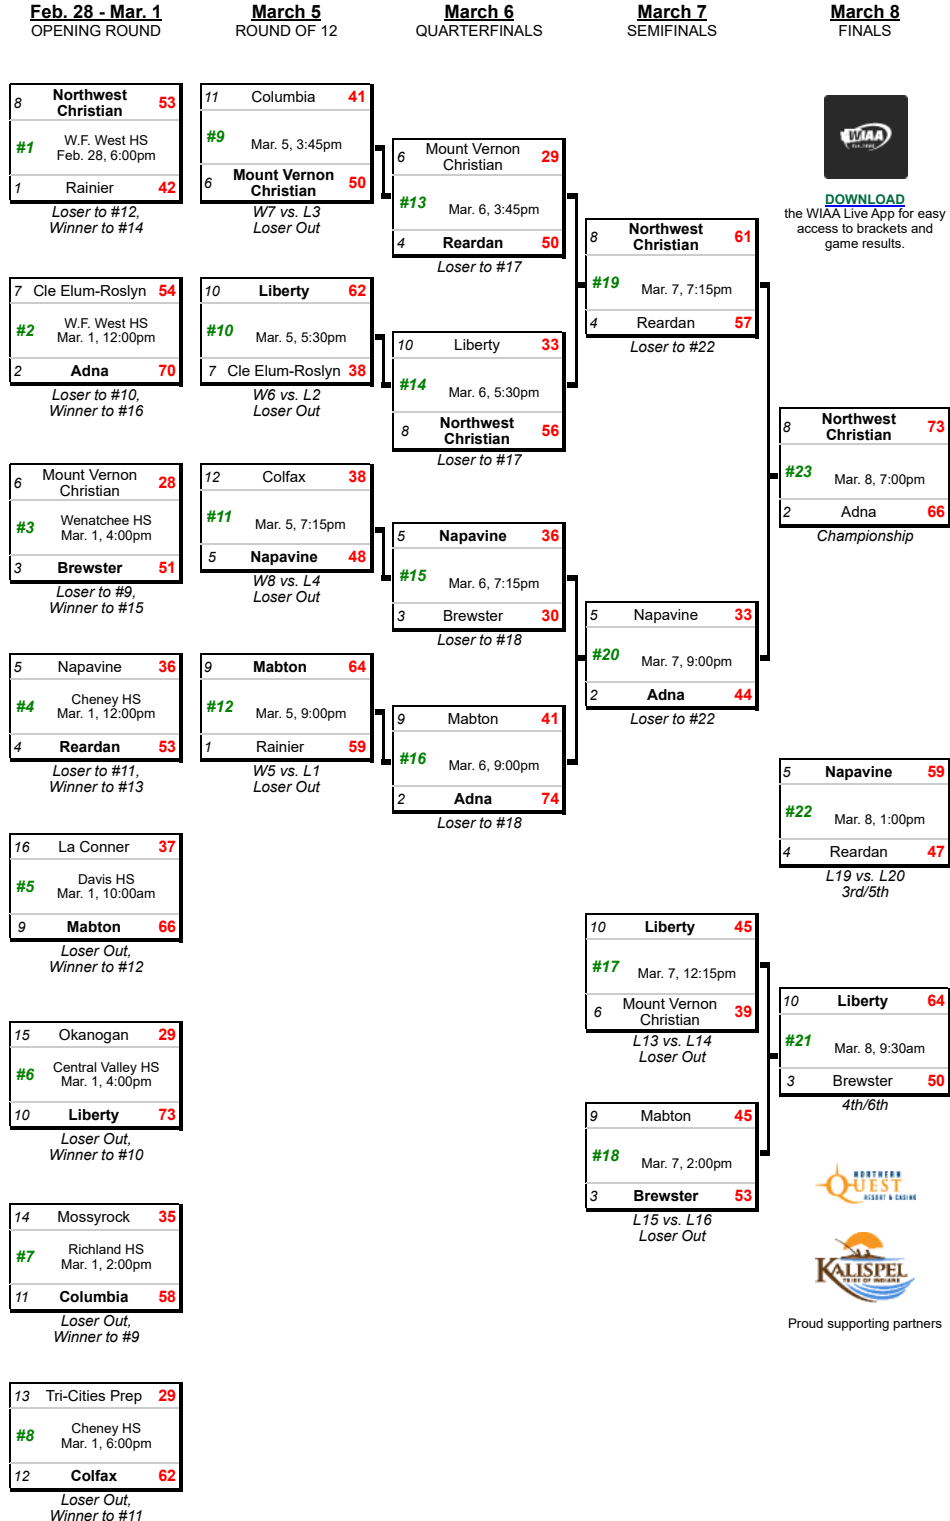 Feb. 28 - Mar. 1
OPENING ROUND
March 5
ROUND OF 12
March 6
QUARTERFINALS
March 7
SEMIFINALS
March 8
FINALS
8 Northwest Christian 53
#1 W.F. West HS
Feb. 28, 6:00pm
1 Rainier 42
Loser to #12,
Winner to #14
7 Cle Elum-Roslyn 54
#2 W.F. West HS
Mar. 1, 12:00pm
2 Adna 70
Loser to #10,
Winner to #16
6 Mount Vernon Christian 28
#3 Wenatchee HS
Mar. 1, 4:00pm
3 Brewster 51
Loser to #9,
Winner to #15
5 Napavine 36
#4 Cheney HS
Mar. 1, 12:00pm
4 Reardan 53
Loser to #11,
Winner to #13
16 La Conner 37
#5 Davis HS
Mar. 1, 10:00am
9 Mabton 66
Loser Out,
Winner to #12
15 Okanogan 29
#6 Central Valley HS
Mar. 1, 4:00pm
10 Liberty 73
Loser Out,
Winner to #10
14 Mossyrock 35
#7 Richland HS
Mar. 1, 2:00pm
11 Columbia 58
Loser Out,
Winner to #9
13 Tri-Cities Prep 29
#8 Cheney HS
Mar. 1, 6:00pm
12 Colfax 62
Loser Out,
Winner to #11
11 Columbia 41
#9 Mar. 5, 3:45pm
6 Mount Vernon Christian 50
W7 vs. L3
Loser Out
10 Liberty 62
#10 Mar. 5, 5:30pm
7 Cle Elum-Roslyn 38
W6 vs. L2
Loser Out
12 Colfax 38
#11 Mar. 5, 7:15pm
5 Napavine 48
W8 vs. L4
Loser Out
9 Mabton 64
#12 Mar. 5, 9:00pm
1 Rainier 59
W5 vs. L1
Loser Out
6 Mount Vernon Christian 29
#13 Mar. 6, 3:45pm
4 Reardan 50
Loser to #17
10 Liberty 33
#14 Mar. 6, 5:30pm
8 Northwest Christian 56
Loser to #17
5 Napavine 36
#15 Mar. 6, 7:15pm
3 Brewster 30
Loser to #18
9 Mabton 41
#16 Mar. 6, 9:00pm
2 Adna 74
Loser to #18
8 Northwest Christian 61
#19 Mar. 7, 7:15pm
4 Reardan 57
Loser to #22
5 Napavine 33
#20 Mar. 7, 9:00pm
2 Adna 44
Loser to #22
10 Liberty 45
#17 Mar. 7, 12:15pm
6 Mount Vernon Christian 39
L13 vs. L14
Loser Out
9 Mabton 45
#18 Mar. 7, 2:00pm
3 Brewster 53
L15 vs. L16
Loser Out
WIAA
Est. 1905
DOWNLOAD
the WIAA Live App for easy
access to brackets and
game results.
8 Northwest Christian 73
#23 Mar. 8, 7:00pm
2 Adna 66
Championship
5 Napavine 59
#22 Mar. 8, 1:00pm
4 Reardan 47
L19 vs. L20
3rd/5th
10 Liberty 64
#21 Mar. 8, 9:30am
3 Brewster 50
4th/6th
NORTHERN
QUEST
RESORT & CASINO
KALISPEL
TRIBE OF INDIANS
Proud supporting partners